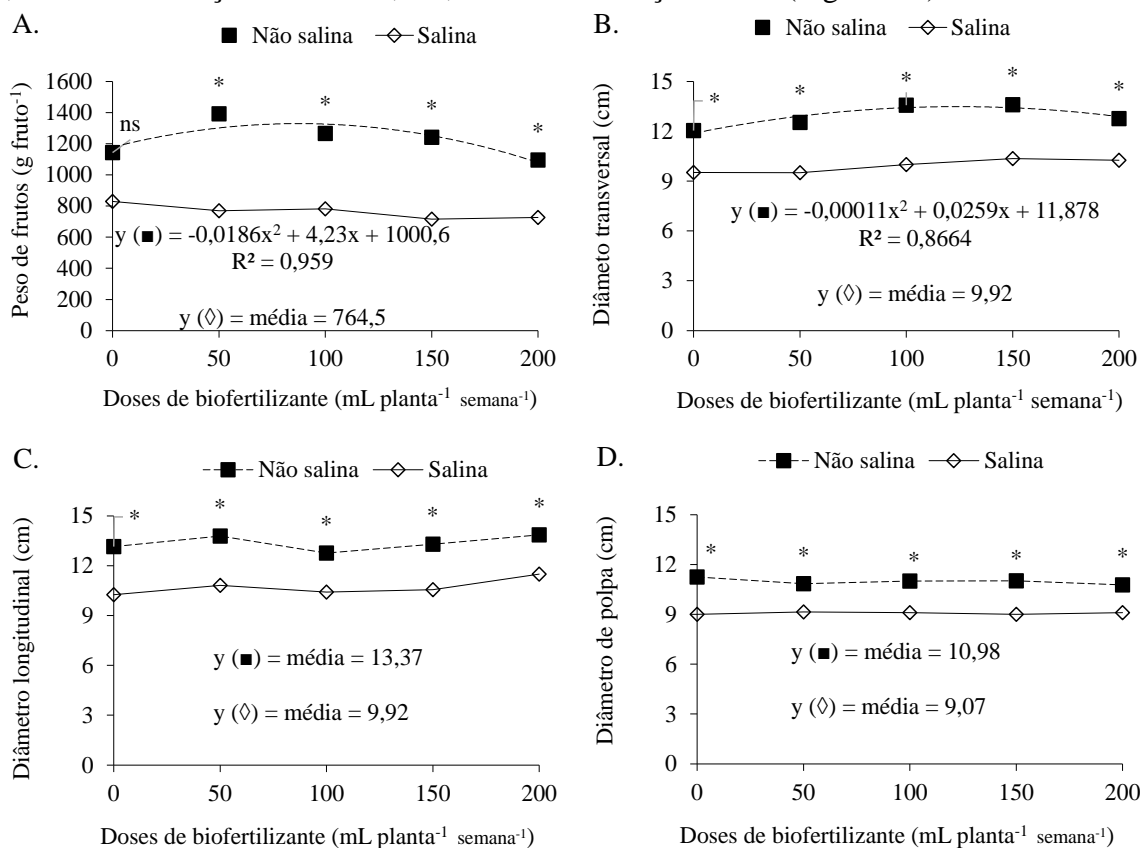 A.
■ Não salina ◇ Salina
Peso de frutos (g fruto⁻¹)
1600
1400
1200
1000
800
600
400
200
0
ns
*
*
*
*
y (■) = -0,0186x² + 4,23x + 1000,6
R² = 0,959
y (◊) = média = 764,5
0 50 100 150 200
Doses de biofertilizante (mL planta⁻¹ semana⁻¹)
B.
■ Não salina ◇ Salina
Diâmeto transversal (cm)
15
12
9
6
3
0
* * * * *
y (■) = -0,00011x² + 0,0259x + 11,878
R² = 0,8664
y (◊) = média = 9,92
0 50 100 150 200
Doses de biofertilizante (mL planta⁻¹ semana⁻¹)
C.
■ Não salina ◇ Salina
Diâmetro longitudinal (cm)
15
12
9
6
3
0
* * * * *
y (■) = média = 13,37
y (◊) = média = 9,92
0 50 100 150 200
Doses de biofertilizante (mL planta⁻¹ semana⁻¹)
D.
■ Não salina ◇ Salina
Diâmetro de polpa (cm)
15
12
9
6
3
0
* * * * *
y (■) = média = 10,98
y (◊) = média = 9,07
0 50 100 150 200
Doses de biofertilizante (mL planta⁻¹ semana⁻¹)